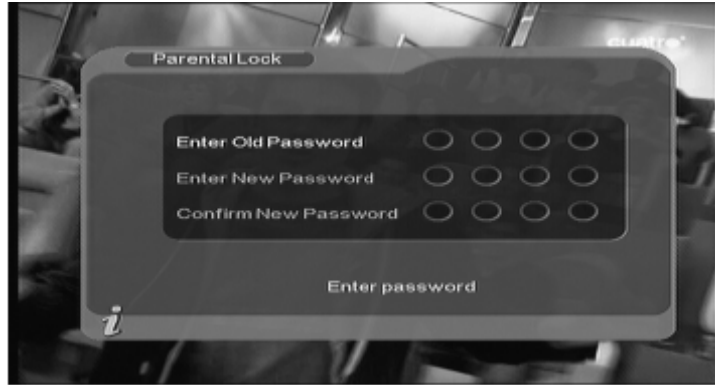 cuatro°
Parental Lock
Enter Old Password
Enter New Password
Confirm New Password
Enter password
i